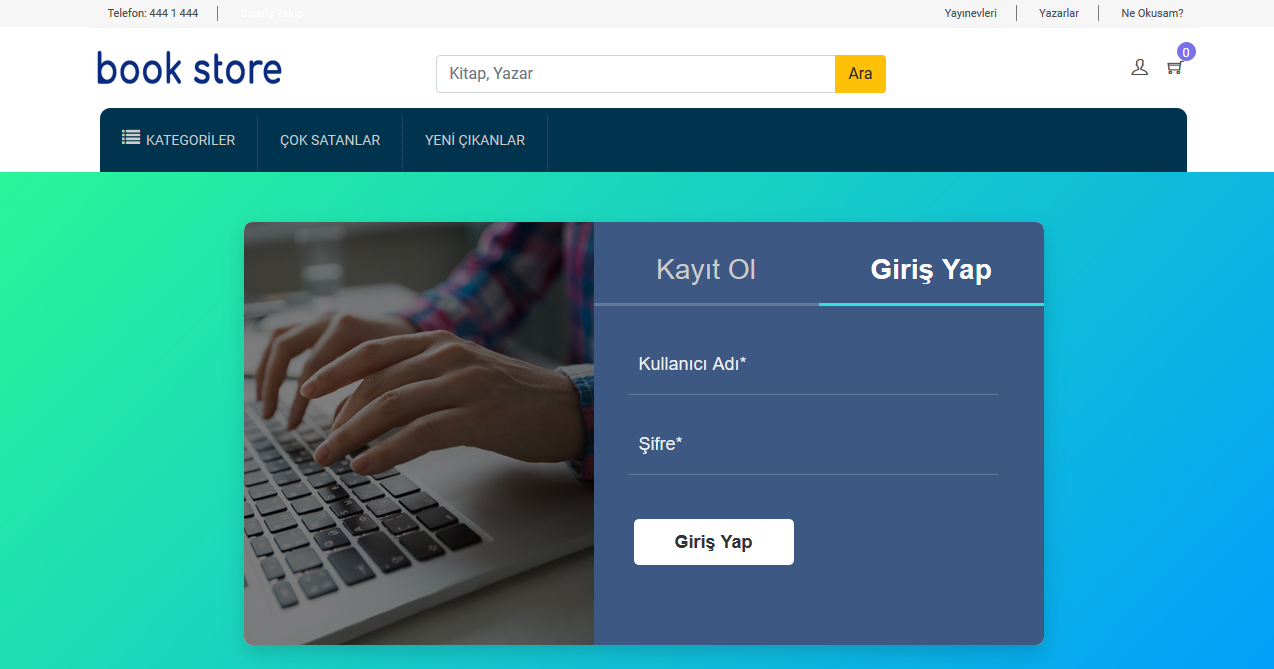 Telefon: 444 1 444
Sipariş Takip
Yayınevleri
Yazarlar
Ne Okusam?
book store
Kitap, Yazar
Ara
0
KATEGORİLER
ÇOK SATANLAR
YENİ ÇIKANLAR
Kayıt Ol
Giriş Yap
Kullanıcı Adı*
Şifre*
Giriş Yap